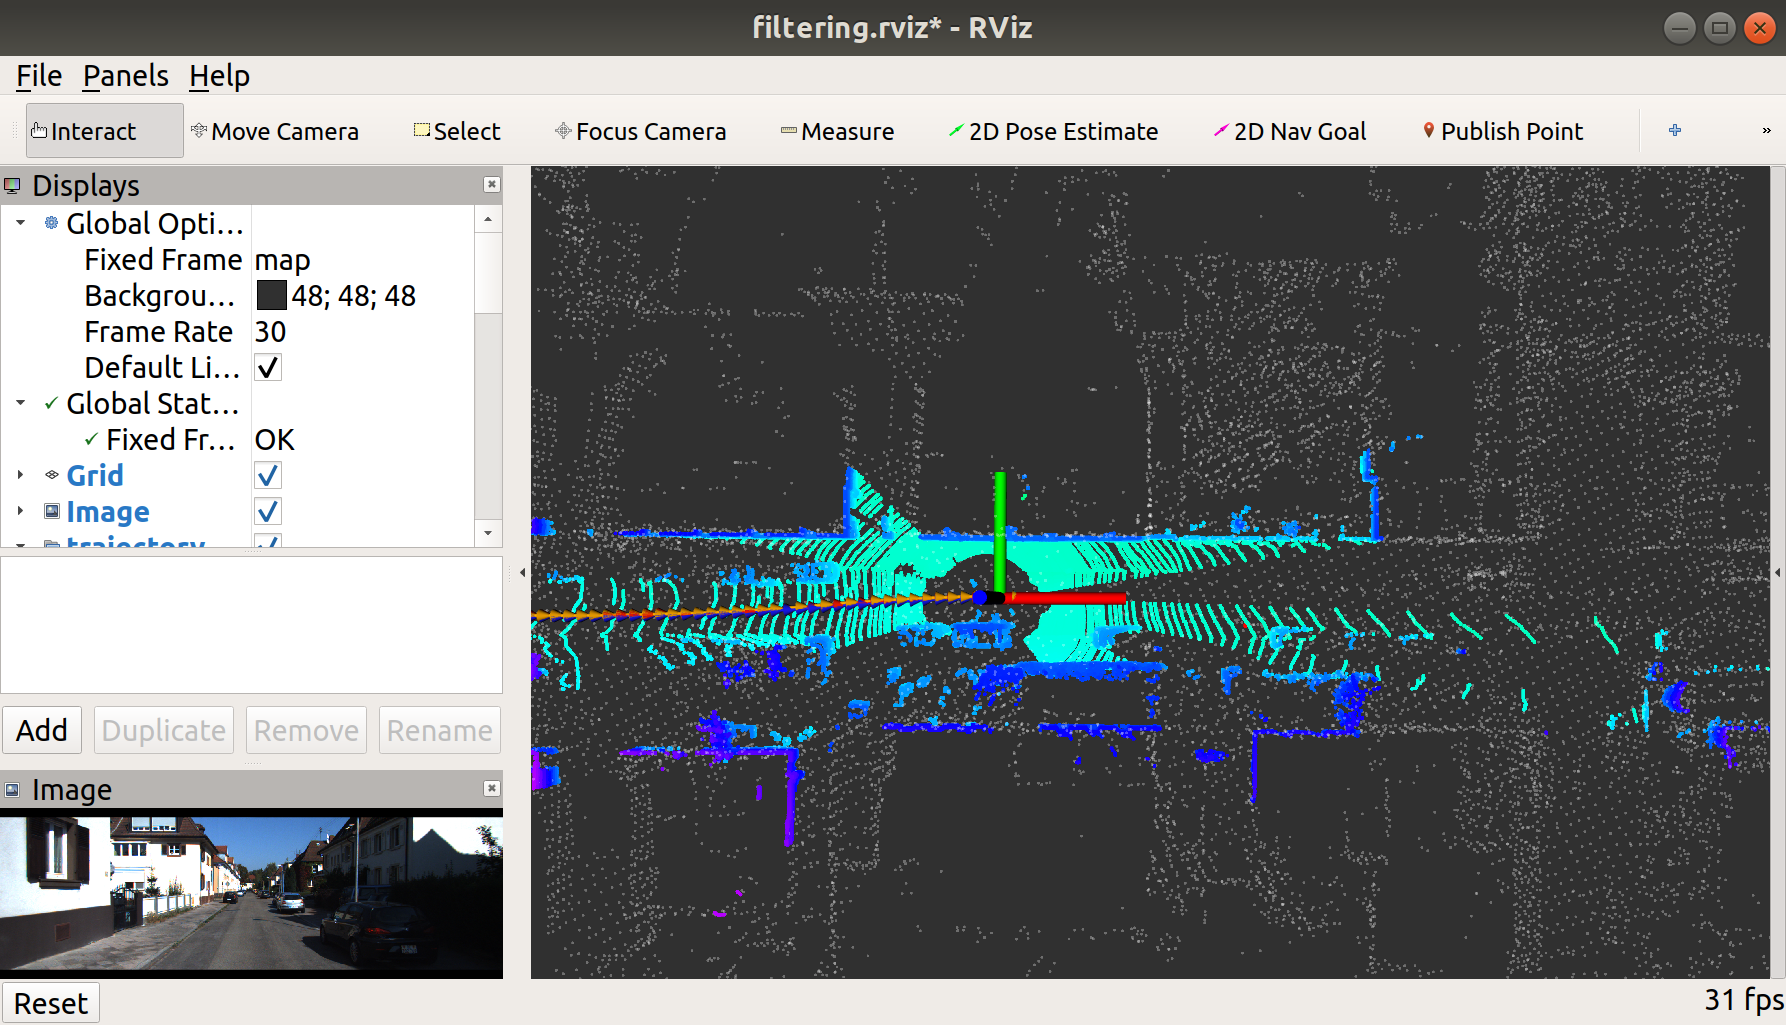 filtering.rviz* - RViz
File Panels Help
Interact Move Camera Select Focus Camera Measure 2D Pose Estimate 2D Nav Goal Publish Point »
Displays
Global Opti...
Fixed Frame map
Backgrou... 48; 48; 48
Frame Rate 30
Default Li...
Global Stat...
Fixed Fr... OK
Grid
Image
trajectory
Add Duplicate Remove Rename
Image
Reset 31 fps